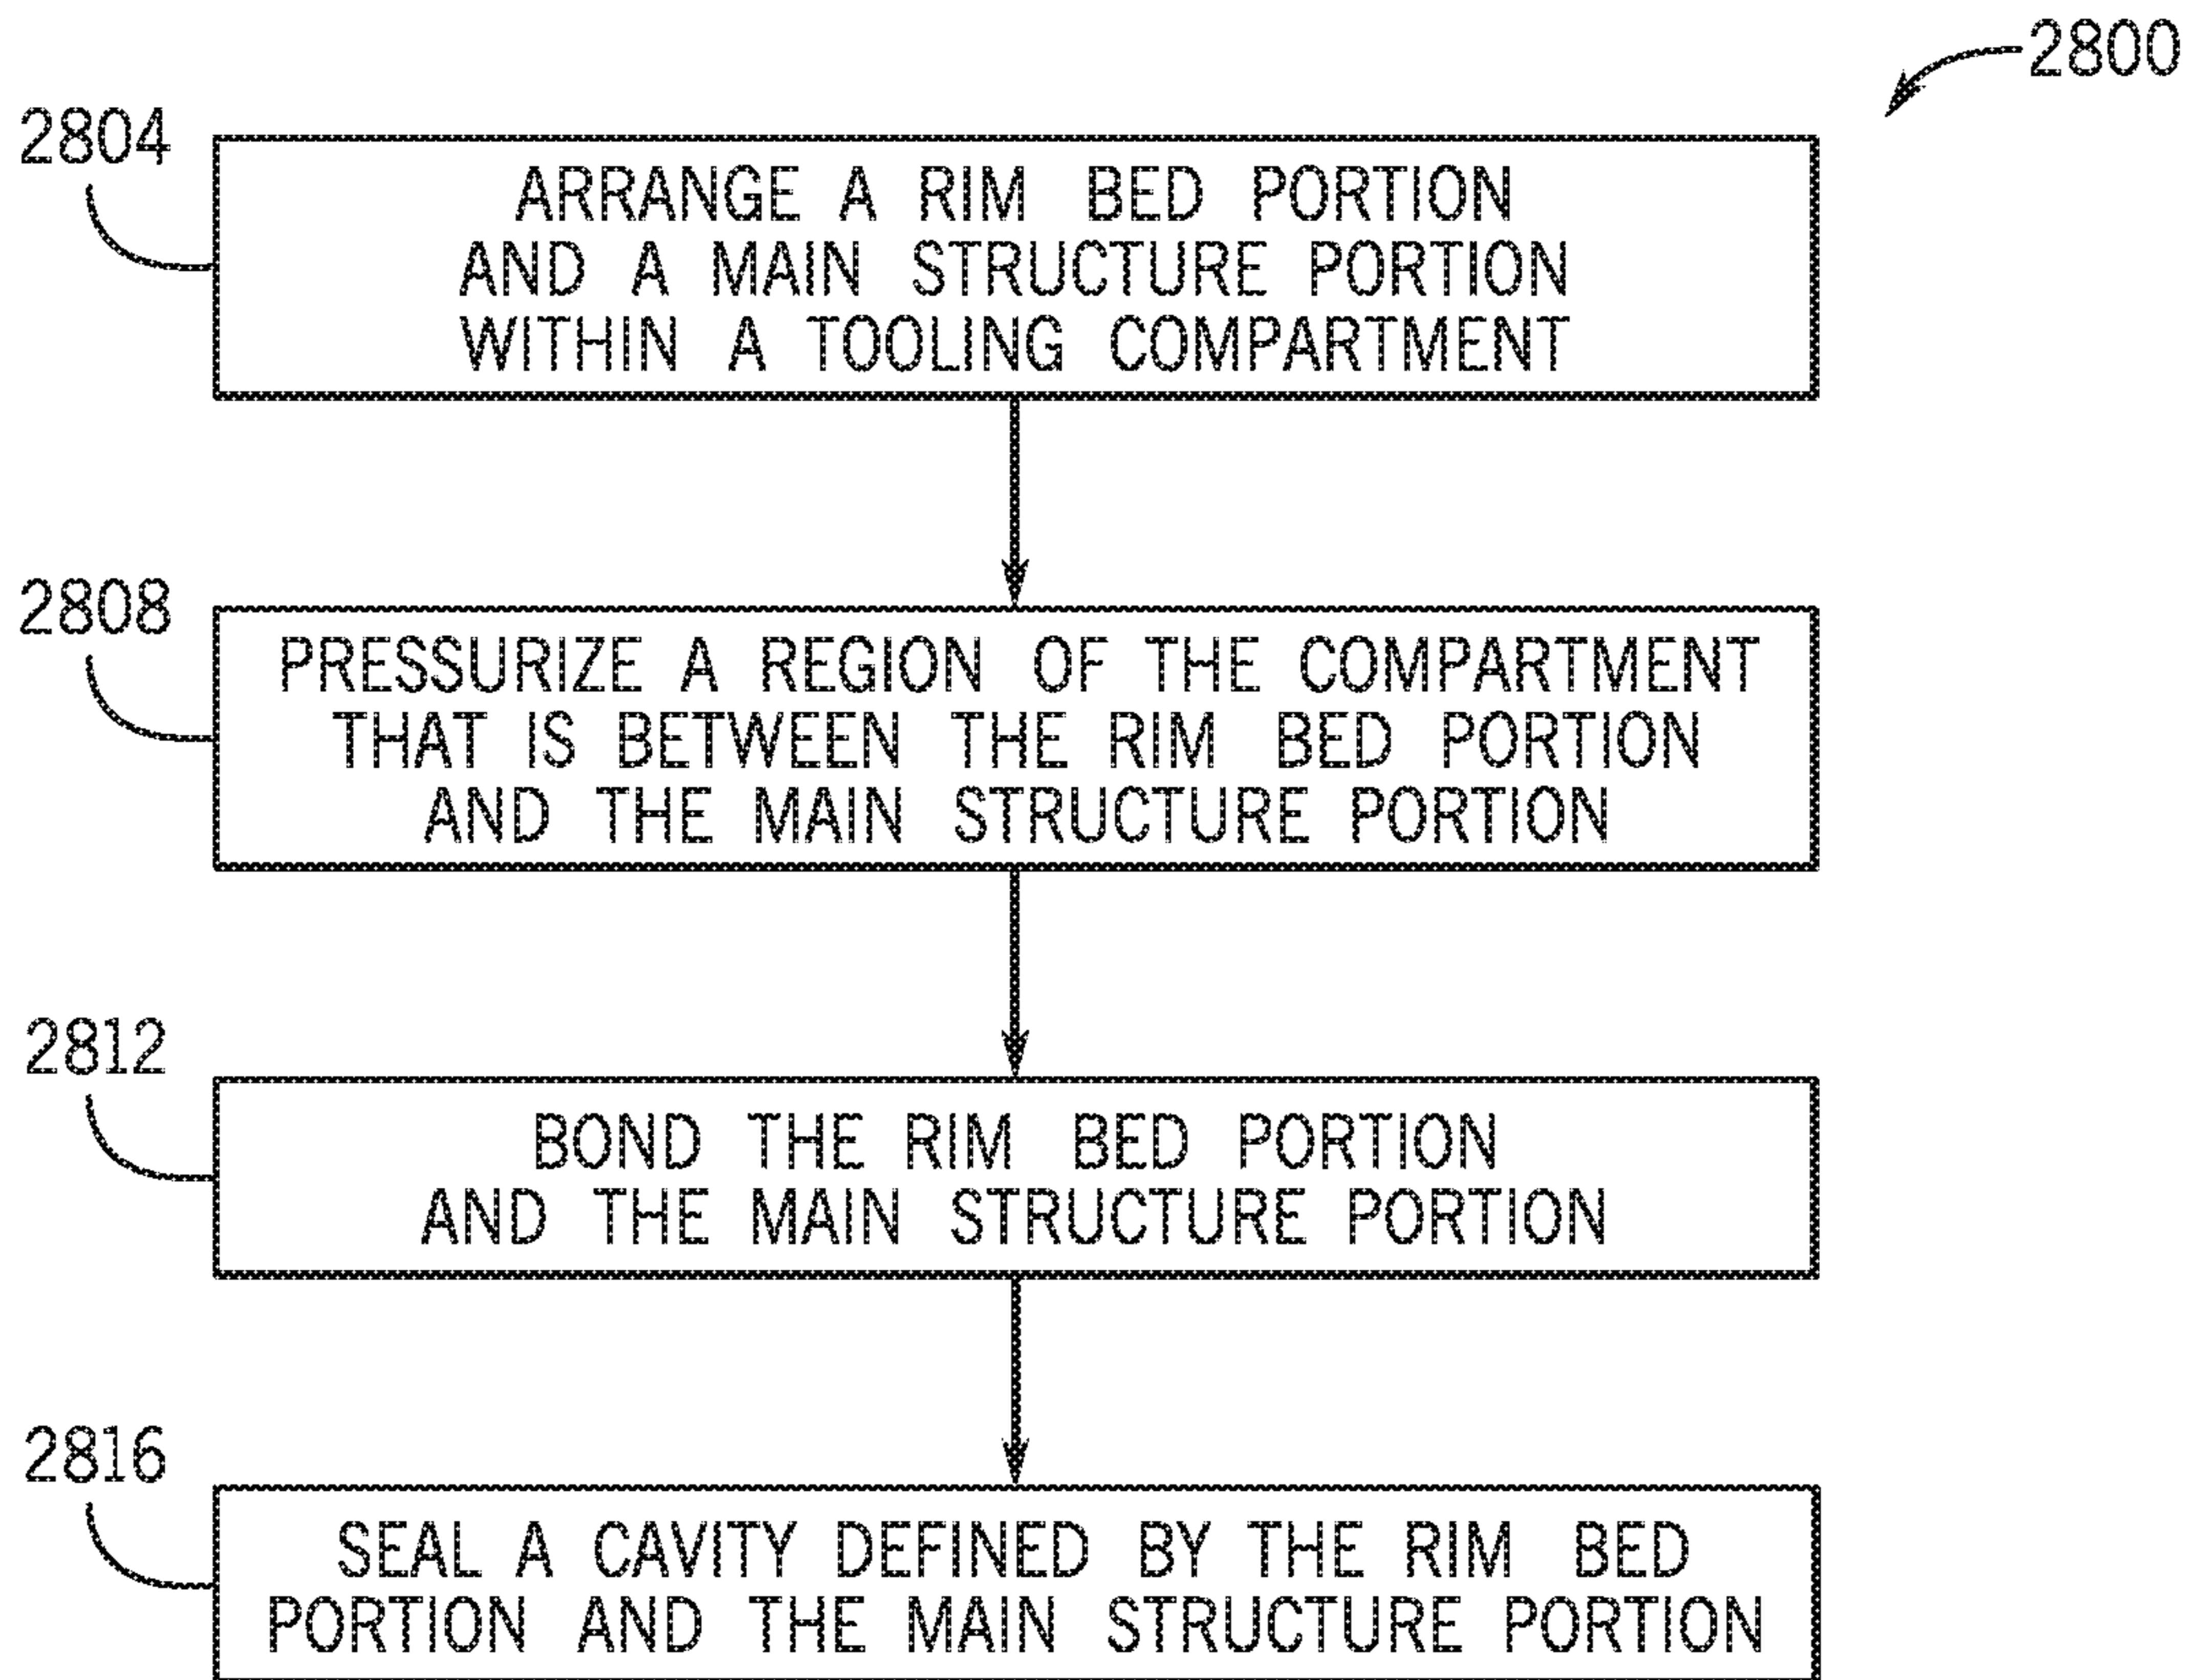 2800
2804
ARRANGE A RIM BED PORTION
AND A MAIN STRUCTURE PORTION
WITHIN A TOOLING COMPARTMENT
2808
PRESSURIZE A REGION OF THE COMPARTMENT
THAT IS BETWEEN THE RIM BED PORTION
AND THE MAIN STRUCTURE PORTION
2812
BOND THE RIM BED PORTION
AND THE MAIN STRUCTURE PORTION
2816
SEAL A CAVITY DEFINED BY THE RIM BED
PORTION AND THE MAIN STRUCTURE PORTION